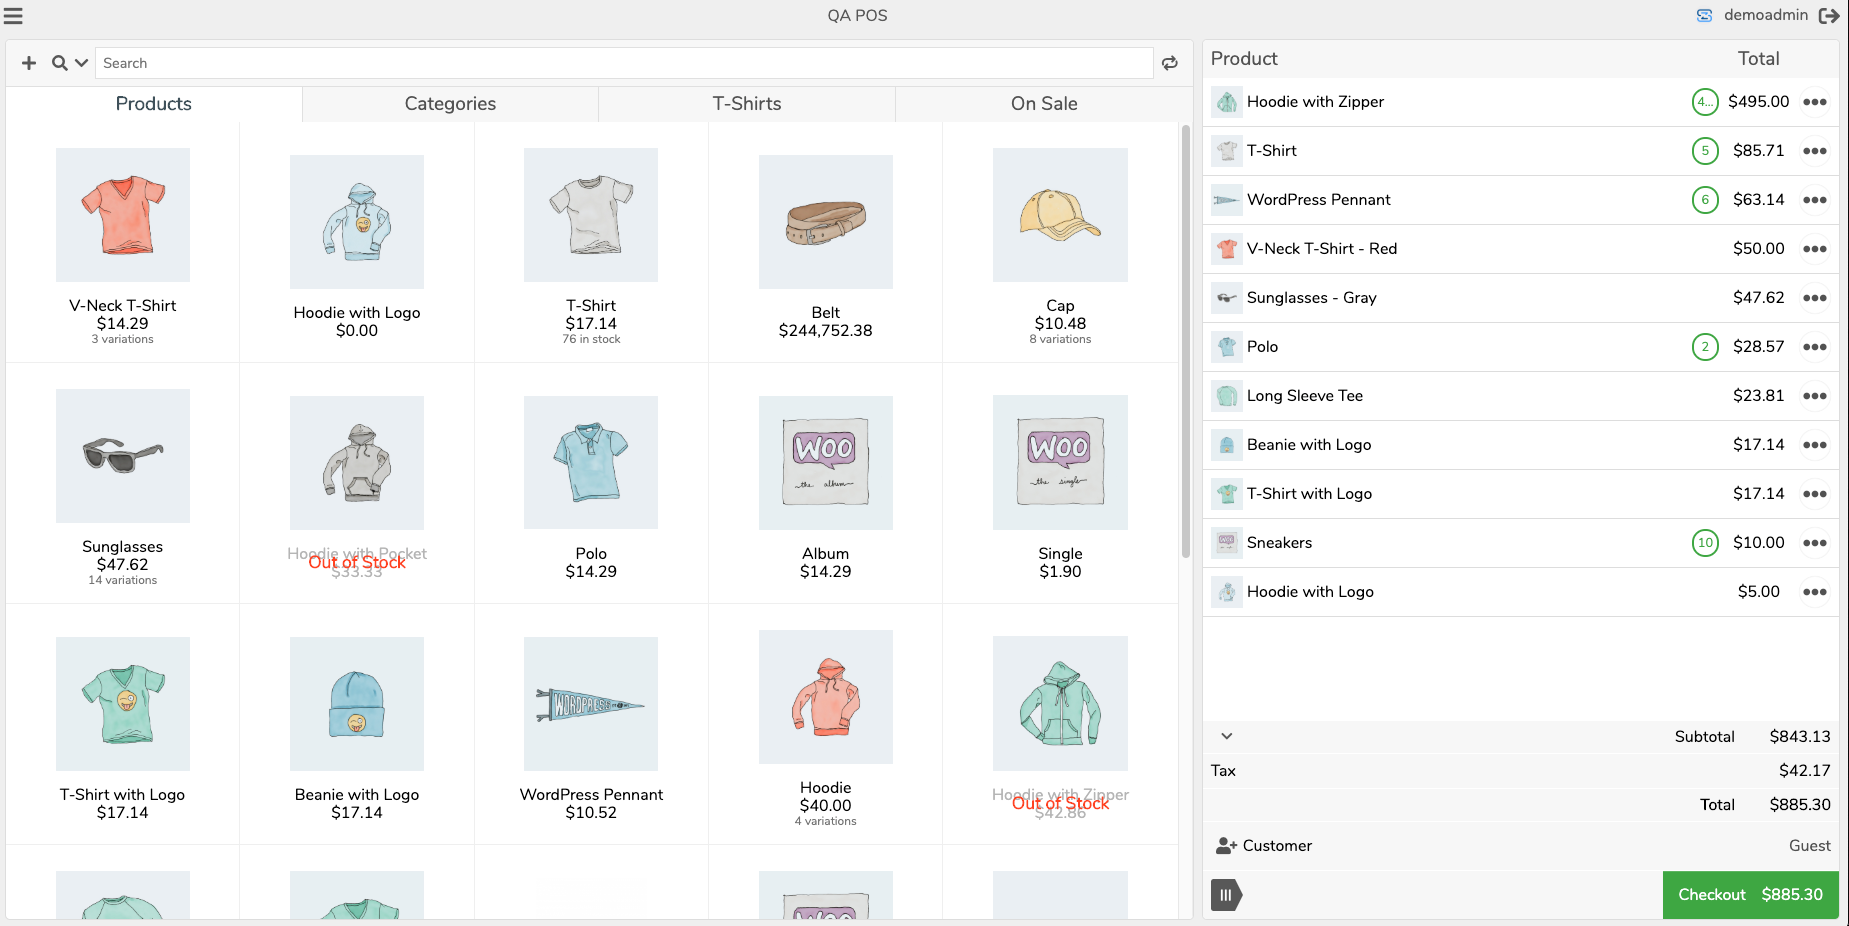 QA POS
demoadmin
Search
Products
Categories
T-Shirts
On Sale
V-Neck T-Shirt
$14.29
3 variations
Hoodie with Logo
$0.00
T-Shirt
$17.14
76 in stock
Belt
$244,752.38
Cap
$10.48
8 variations
Sunglasses
$47.62
14 variations
Hoodie with Pocket
Out of Stock
$33.33
Polo
$14.29
WOO
the album
Album
$14.29
WOO
the single
Single
$1.90
T-Shirt with Logo
$17.14
Beanie with Logo
$17.14
WORDPRESS
WordPress Pennant
$10.52
Hoodie
$40.00
4 variations
Hoodie with Zipper
Out of Stock
$42.86
WOO
Product Total
Hoodie with Zipper 4... $495.00
T-Shirt 5 $85.71
WordPress Pennant 6 $63.14
V-Neck T-Shirt - Red $50.00
Sunglasses - Gray $47.62
Polo 2 $28.57
Long Sleeve Tee $23.81
Beanie with Logo $17.14
T-Shirt with Logo $17.14
Sneakers 10 $10.00
Hoodie with Logo $5.00
Subtotal $843.13
Tax $42.17
Total $885.30
Customer Guest
Checkout $885.30